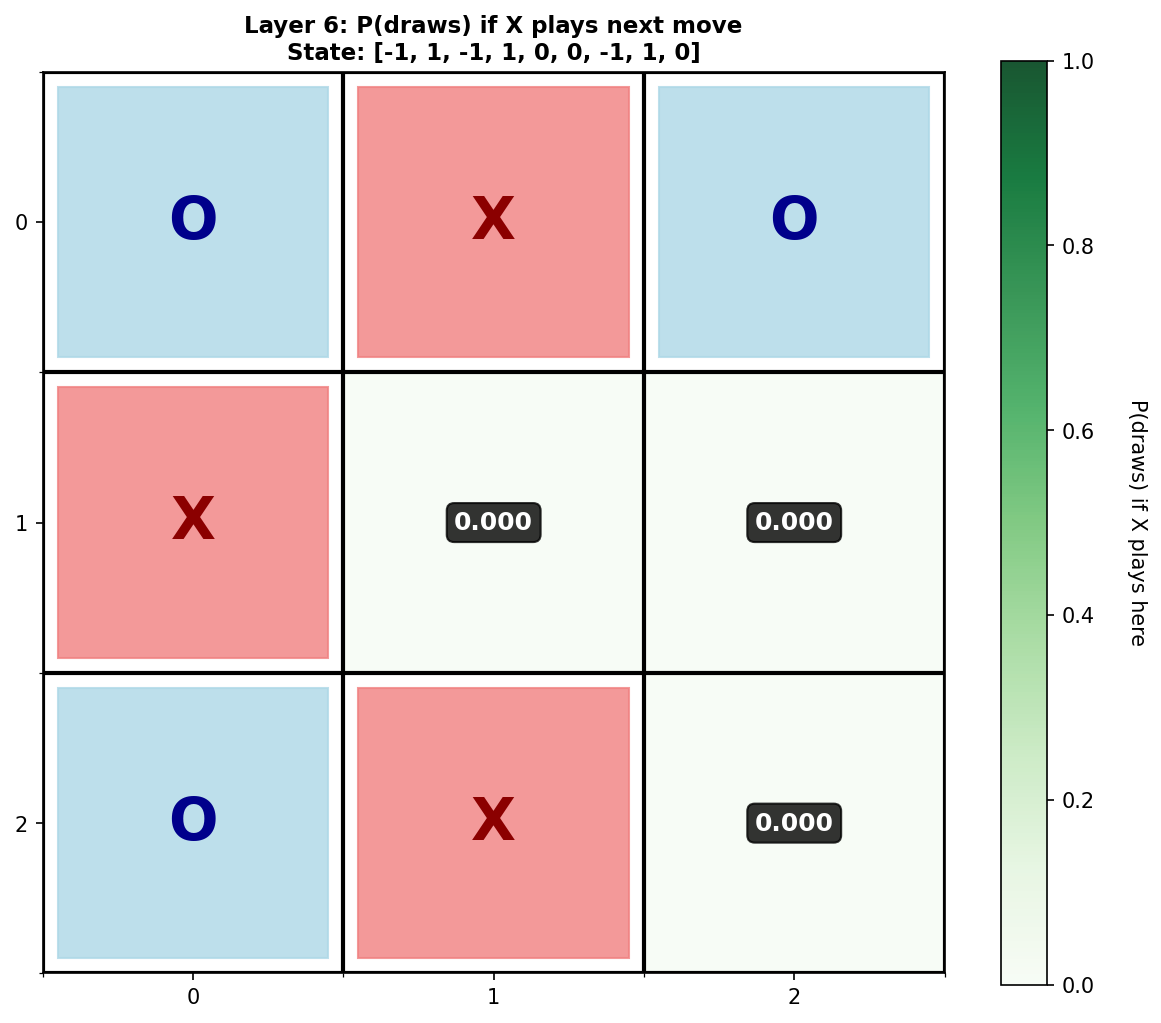 Layer 6: P(draws) if X plays next move
State: [-1, 1, -1, 1, 0, 0, -1, 1, 0]
O X O
X 0.000 0.000
O X 0.000
0
1
2
0 1 2
1.0
0.8
0.6
0.4
0.2
0.0
P(draws) if X plays here